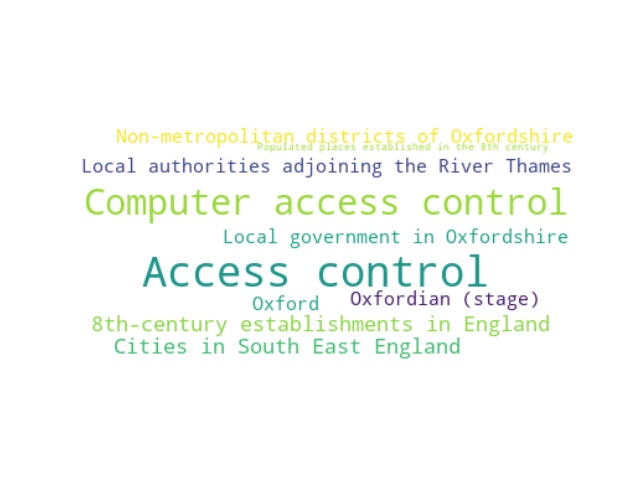 Non-metropolitan districts of Oxfordshire
Populated places established in the 8th century
Local authorities adjoining the River Thames
Computer access control
Local government in Oxfordshire
Access control
Oxford
Oxfordian (stage)
8th-century establishments in England
Cities in South East England